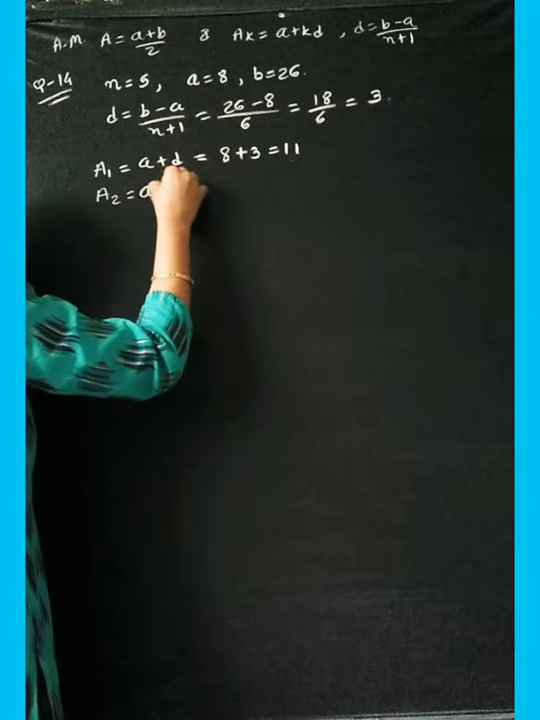 A.M. A = a+b/2 & Ak = a+kd , d = b-a/n+1
Q-14 n=5, a=8, b=26.
d = b-a/n+1 = 26-8/6 = 18/6 = 3.
A1 = a+d = 8+3 = 11
A2 = a